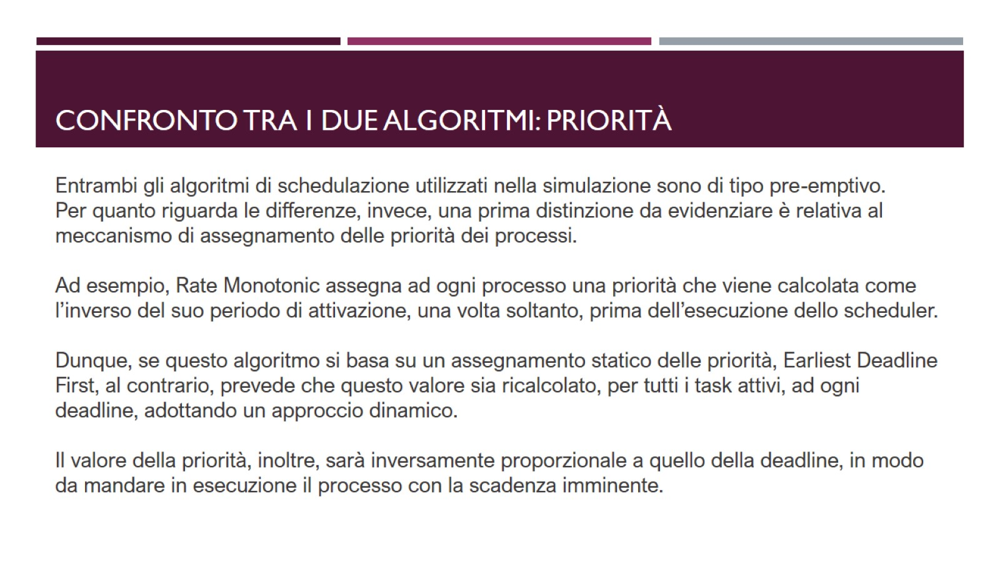 CONFRONTO TRA I DUE ALGORITMI: PRIORITÀ
Entrambi gli algoritmi di schedulazione utilizzati nella simulazione sono di tipo pre-emptivo.
Per quanto riguarda le differenze, invece, una prima distinzione da evidenziare è relativa al
meccanismo di assegnamento delle priorità dei processi.
Ad esempio, Rate Monotonic assegna ad ogni processo una priorità che viene calcolata come
l’inverso del suo periodo di attivazione, una volta soltanto, prima dell’esecuzione dello scheduler.
Dunque, se questo algoritmo si basa su un assegnamento statico delle priorità, Earliest Deadline
First, al contrario, prevede che questo valore sia ricalcolato, per tutti i task attivi, ad ogni
deadline, adottando un approccio dinamico.
Il valore della priorità, inoltre, sarà inversamente proporzionale a quello della deadline, in modo
da mandare in esecuzione il processo con la scadenza imminente.